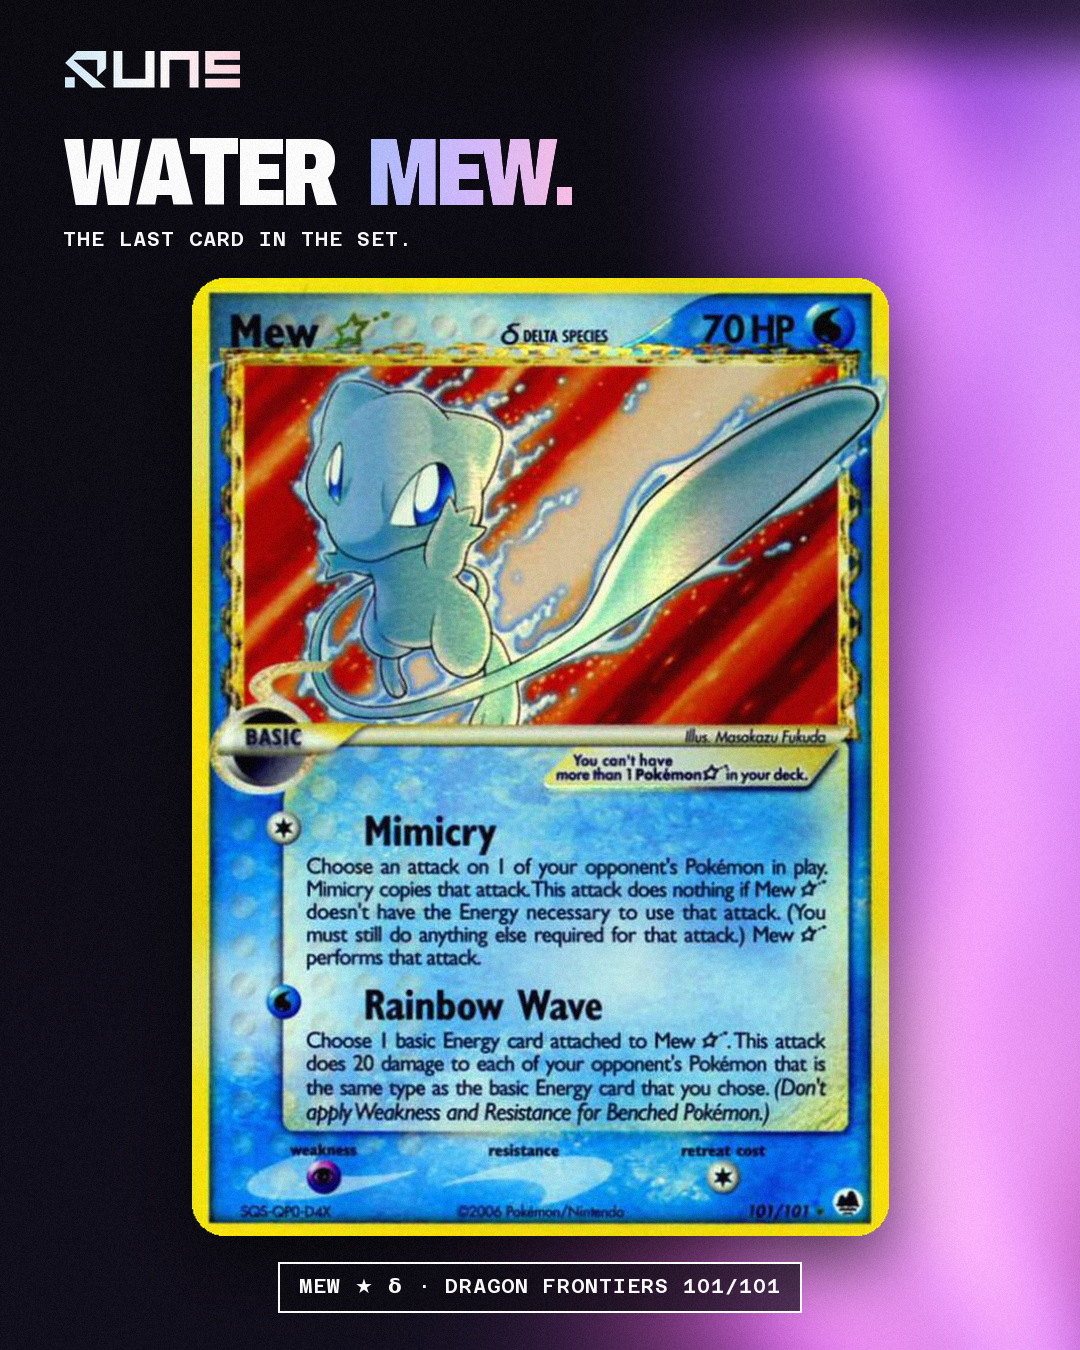 RUNE
WATER MEW.
THE LAST CARD IN THE SET.
Mew ☆ δ DELTA SPECIES 70 HP
BASIC
Illus. Masakazu Fukuda
You can't have
more than 1 Pokémon ☆ in your deck.
Mimicry
Choose an attack on 1 of your opponent's Pokémon in play.
Mimicry copies that attack. This attack does nothing if Mew ☆
doesn't have the Energy necessary to use that attack. (You
must still do anything else required for that attack.) Mew ☆
performs that attack.
Rainbow Wave
Choose 1 basic Energy card attached to Mew ☆. This attack
does 20 damage to each of your opponent's Pokémon that is
the same type as the basic Energy card that you chose. (Don't
apply Weakness and Resistance for Benched Pokémon.)
weakness resistance retreat cost
SQS-QP0-D4X ©2006 Pokémon/Nintendo 101/101 ★
MEW ★ δ · DRAGON FRONTIERS 101/101